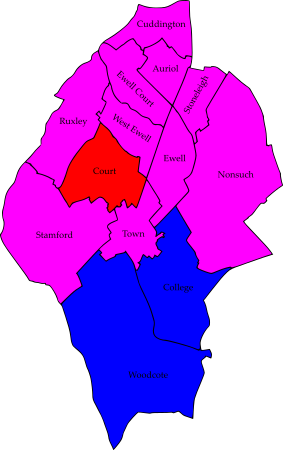 Cuddington
Auriol
Stoneleigh
Ewell Court
West Ewell
Ruxley
Ewell
Court
Nonsuch
Stamford
Town
College
Woodcote